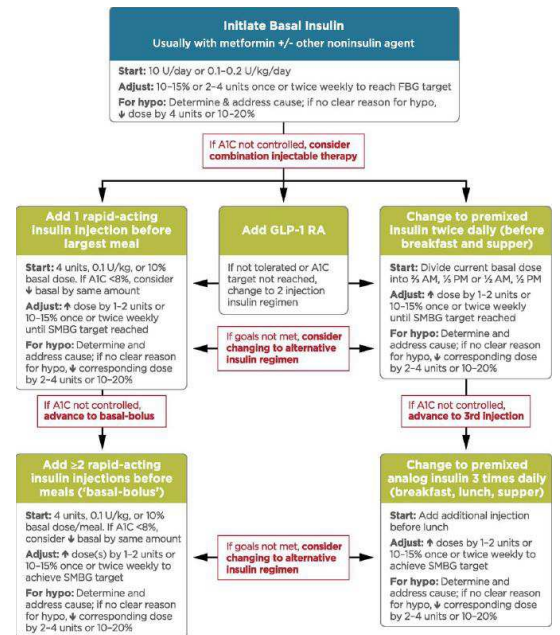 Initiate Basal Insulin
Usually with metformin +/- other noninsulin agent
Start: 10 U/day or 0.1–0.2 U/kg/day
Adjust: 10–15% or 2–4 units once or twice weekly to reach FBG target
For hypo: Determine & address cause; if no clear reason for hypo,
↓ dose by 4 units or 10–20%
If A1C not controlled, consider
combination injectable therapy
Add 1 rapid-acting
insulin injection before
largest meal
Start: 4 units, 0.1 U/kg, or 10%
basal dose. If A1C <8%, consider
↓ basal by same amount
Adjust: ↑ dose by 1–2 units or
10–15% once or twice weekly
until SMBG target reached
For hypo: Determine and
address cause; if no clear reason
for hypo, ↓ corresponding dose
by 2–4 units or 10–20%
Add GLP-1 RA
If not tolerated or A1C
target not reached,
change to 2 injection
insulin regimen
If goals not met, consider
changing to alternative
insulin regimen
Change to premixed
insulin twice daily (before
breakfast and supper)
Start: Divide current basal dose
into ⅔ AM, ⅓ PM or ½ AM, ½ PM
Adjust: ↑ dose by 1–2 units or
10–15% once or twice weekly
until SMBG target reached
For hypo: Determine and
address cause; if no clear reason
for hypo, ↓ corresponding dose
by 2–4 units or 10–20%
If A1C not controlled,
advance to basal-bolus
If A1C not controlled,
advance to 3rd injection
Add ≥2 rapid-acting
insulin injections before
meals (‘basal-bolus’)
Start: 4 units, 0.1 U/kg, or 10%
basal dose/meal. If A1C <8%,
consider ↓ basal by same amount
Adjust: ↑ dose(s) by 1–2 units or
10–15% once or twice weekly to
achieve SMBG target
For hypo: Determine and
address cause; if no clear reason
for hypo, ↓ corresponding dose
by 2–4 units or 10–20%
If goals not met, consider
changing to alternative
insulin regimen
Change to premixed
analog insulin 3 times daily
(breakfast, lunch, supper)
Start: Add additional injection
before lunch
Adjust: ↑ dose by 1–2 units or
10–15% once or twice weekly to
achieve SMBG target
For hypo: Determine and
address cause; if no clear reason
for hypo, ↓ corresponding dose
by 2–4 units or 10–20%